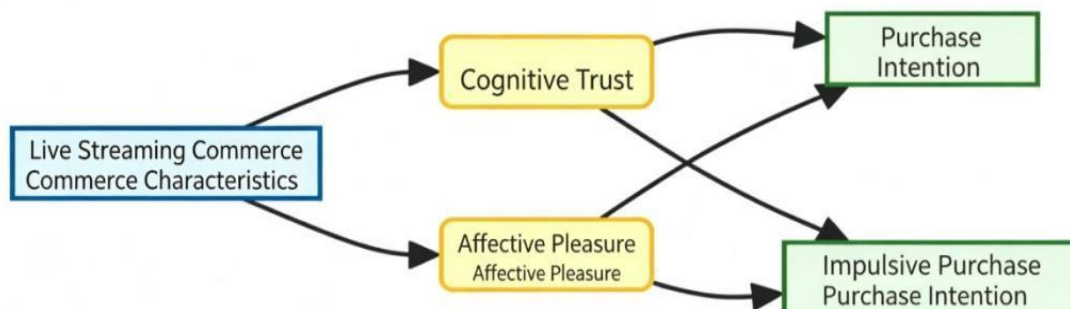 Live Streaming Commerce
Commerce Characteristics
Cognitive Trust
Affective Pleasure
Affective Pleasure
Purchase
Intention
Impulsive Purchase
Purchase Intention